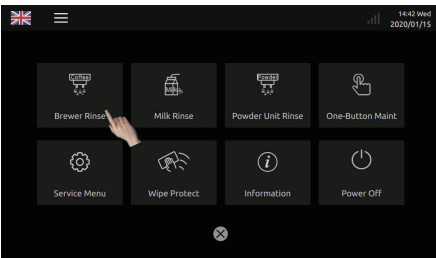 14:42 Wed
2020/01/15
Coffee
Milk
Powder
Brewer Rinse
Milk Rinse
Powder Unit Rinse
One-Button Maint
Service Menu
Wipe Protect
Information
Power Off